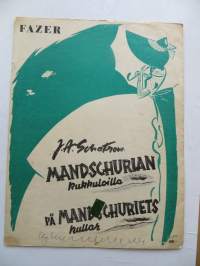 FAZER
J.A. Schatrow
MANDSCHURIAN
kukkuloilla
PÅ MANDSCHURIETS
kullar